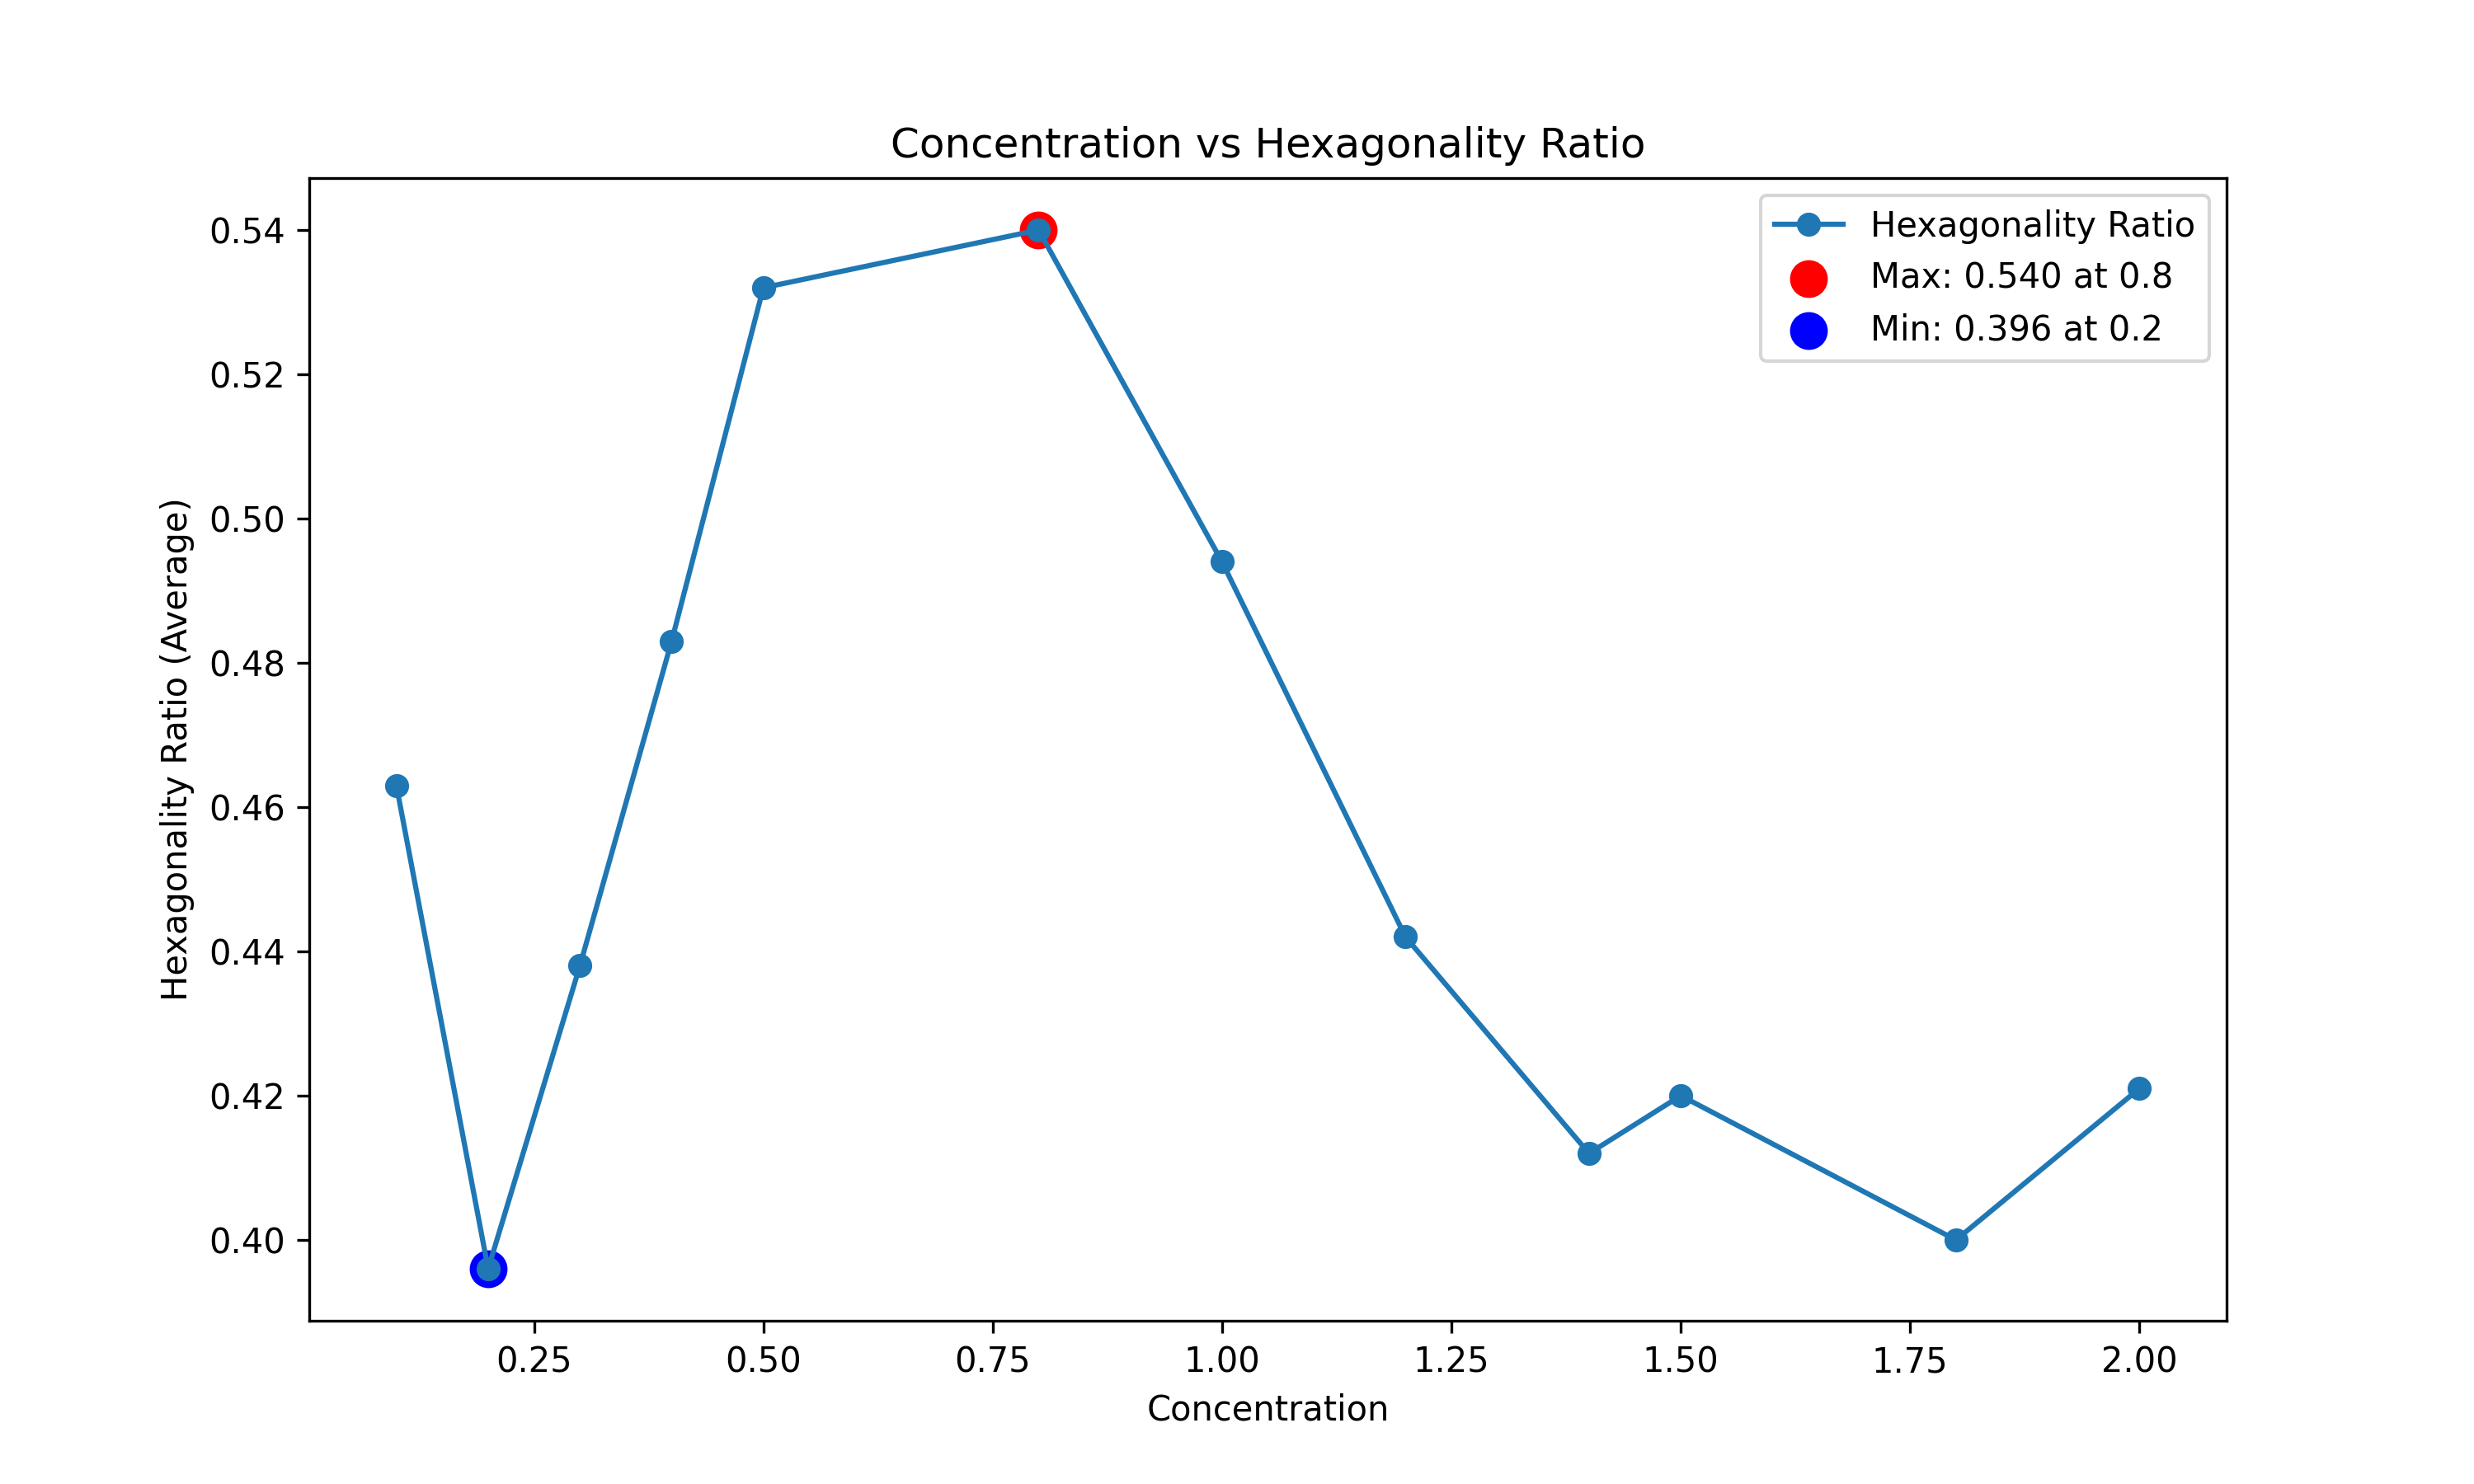 Concentration vs Hexagonality Ratio
Hexagonality Ratio
Max: 0.540 at 0.8
Min: 0.396 at 0.2
Hexagonality Ratio (Average)
0.54
0.52
0.50
0.48
0.46
0.44
0.42
0.40
0.25 0.50 0.75 1.00 1.25 1.50 1.75 2.00
Concentration